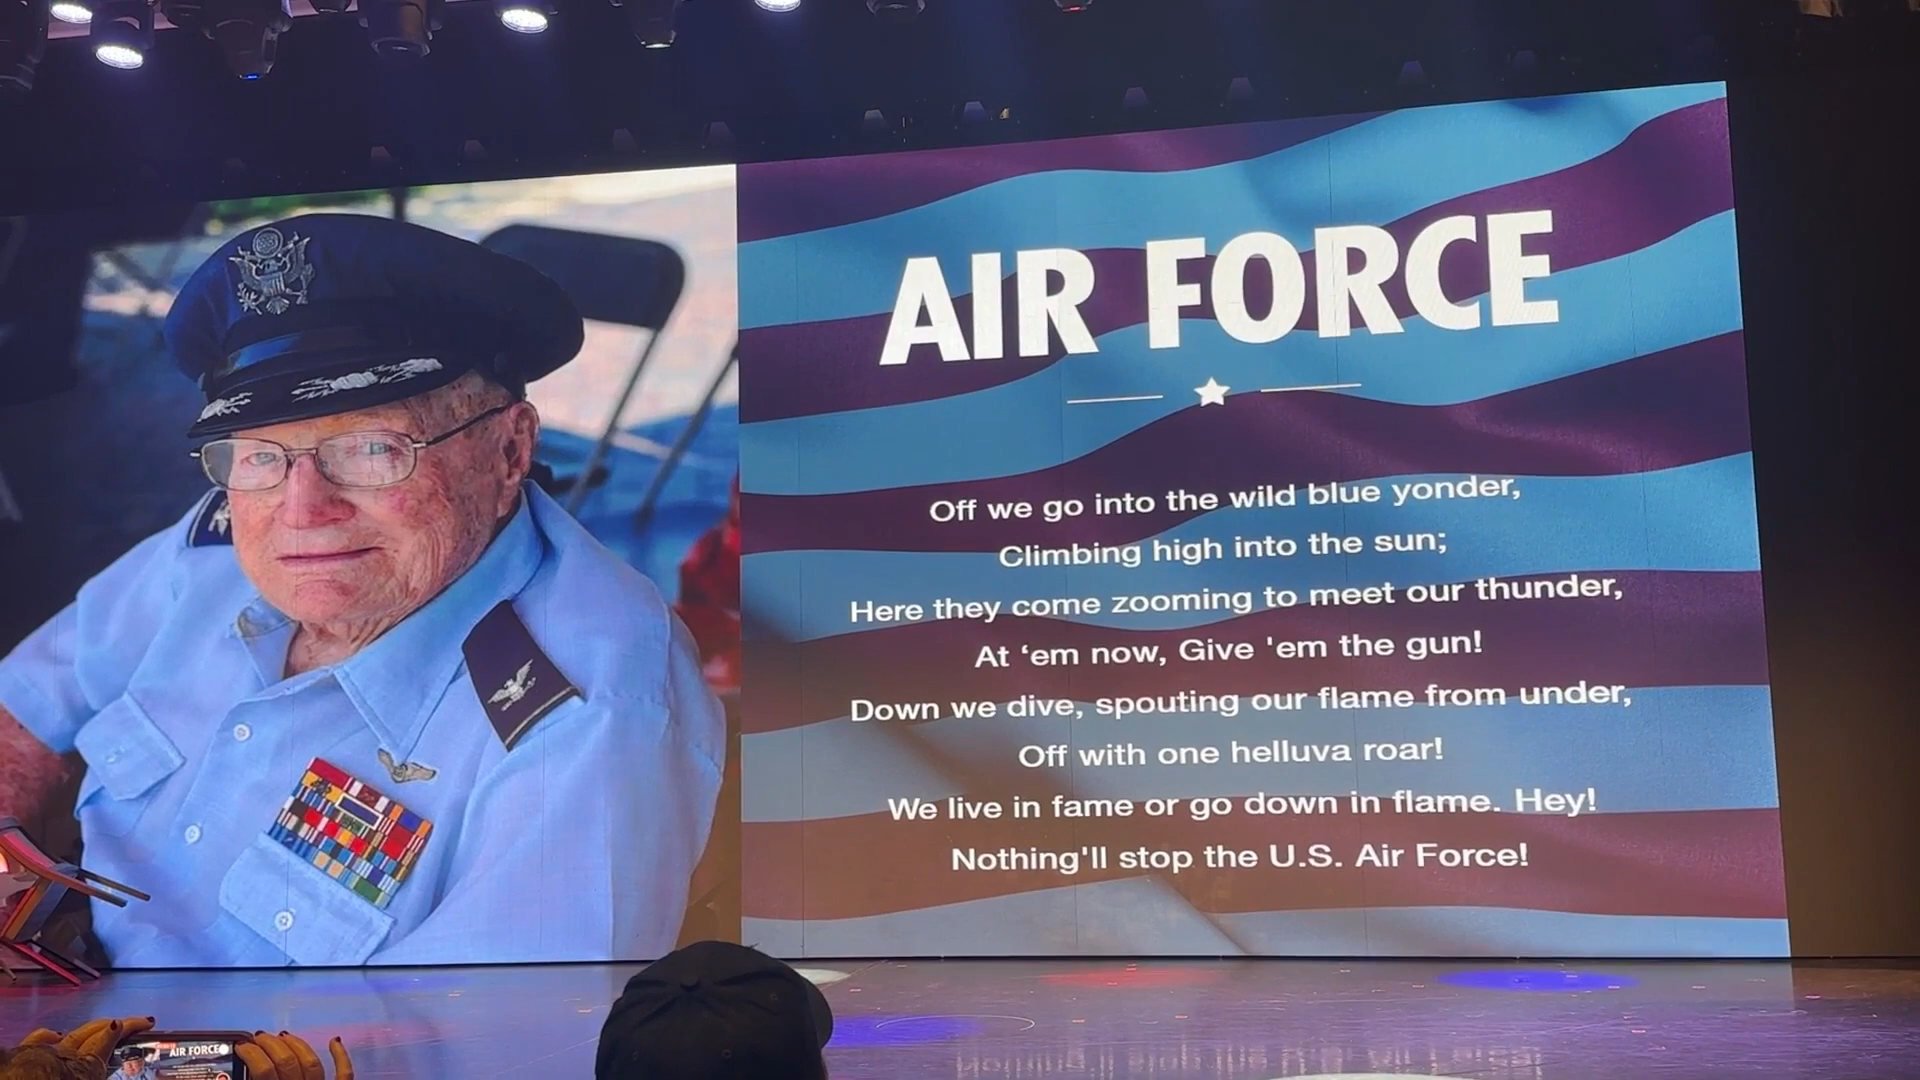 AIR FORCE
Off we go into the wild blue yonder,
Climbing high into the sun;
Here they come zooming to meet our thunder,
At ‘em now, Give 'em the gun!
Down we dive, spouting our flame from under,
Off with one helluva roar!
We live in fame or go down in flame. Hey!
Nothing'll stop the U.S. Air Force!
AIR FORCE